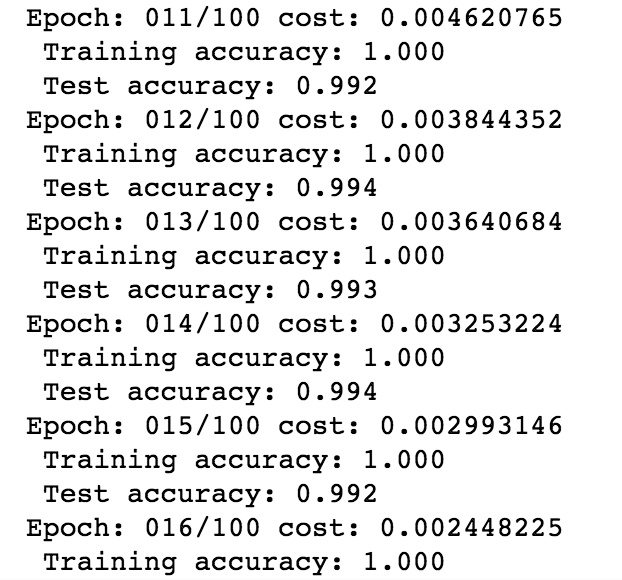 Epoch: 011/100 cost: 0.004620765
Training accuracy: 1.000
Test accuracy: 0.992
Epoch: 012/100 cost: 0.003844352
Training accuracy: 1.000
Test accuracy: 0.994
Epoch: 013/100 cost: 0.003640684
Training accuracy: 1.000
Test accuracy: 0.993
Epoch: 014/100 cost: 0.003253224
Training accuracy: 1.000
Test accuracy: 0.994
Epoch: 015/100 cost: 0.002993146
Training accuracy: 1.000
Test accuracy: 0.992
Epoch: 016/100 cost: 0.002448225
Training accuracy: 1.000